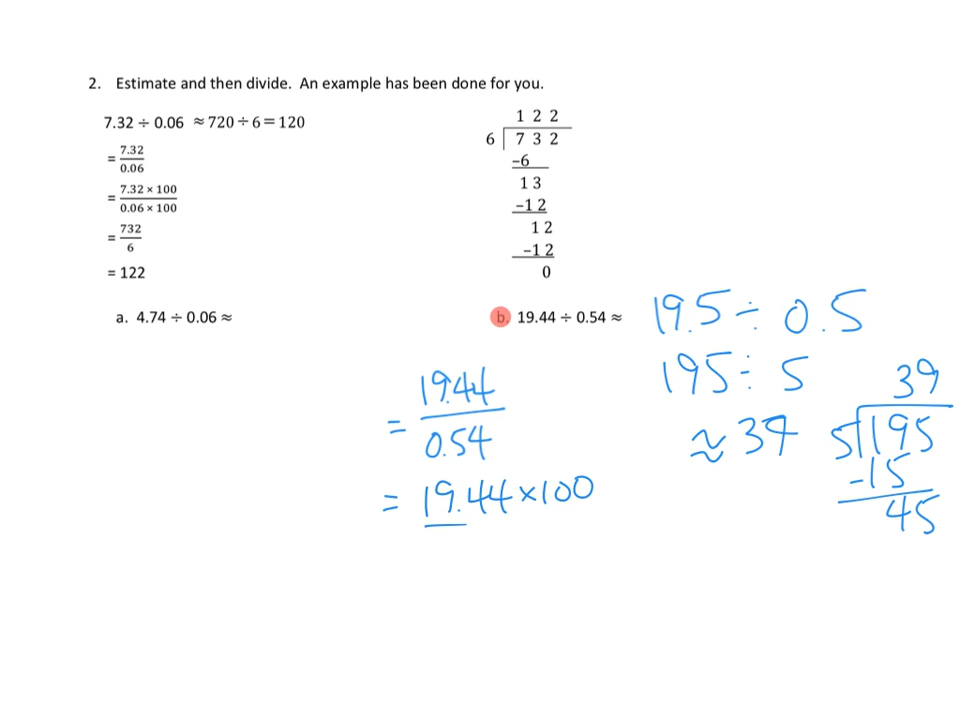 2. Estimate and then divide. An example has been done for you.
7.32 ÷ 0.06 ≈ 720 ÷ 6 = 120
= 7.32
0.06
= 7.32 × 100
0.06 × 100
= 732
6
= 122
1 2 2
6 7 3 2
−6
1 3
−1 2
1 2
−1 2
0
a. 4.74 ÷ 0.06 ≈
b. 19.44 ÷ 0.54 ≈
19.5 ÷ 0.5
195 ÷ 5
≈ 39
39
5 195
-15
45
= 19.44
0.54
= 19.44 × 100